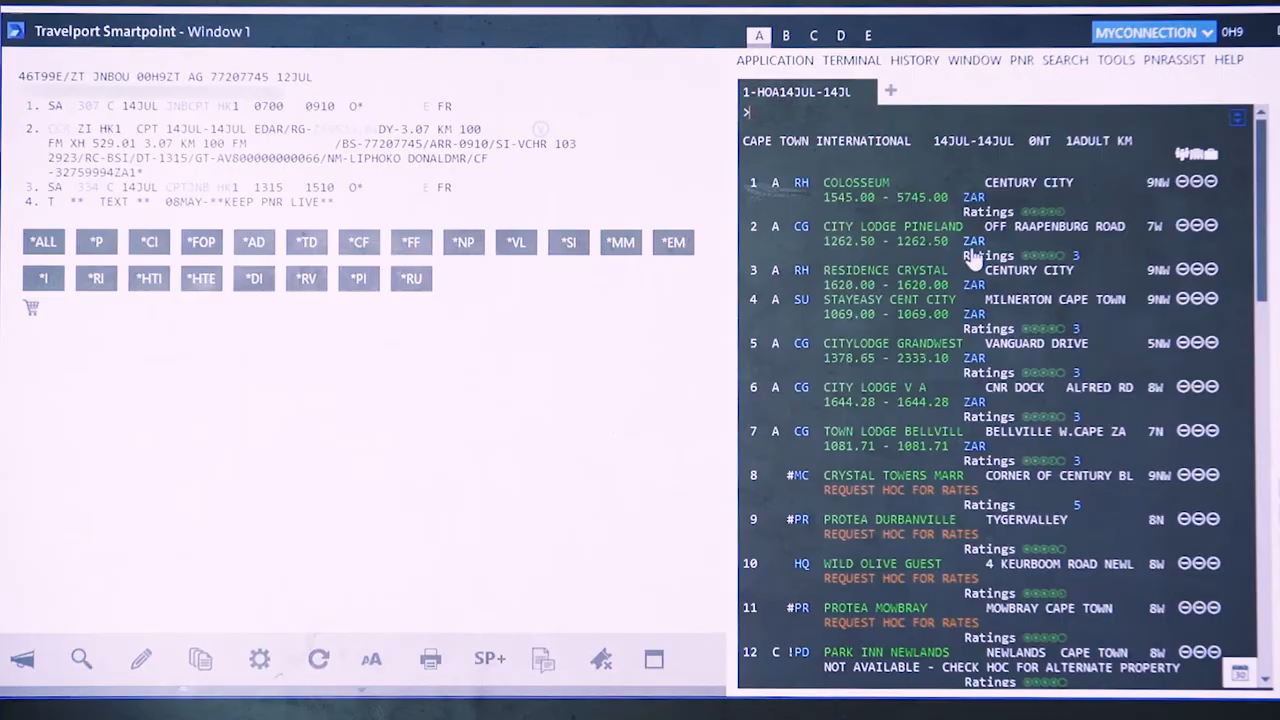 Travelport Smartpoint - Window 1
A B C D E
MYCONNECTION
0H9
APPLICATION TERMINAL HISTORY WINDOW PNR SEARCH TOOLS PNRASSIST HELP
46T99E/ZT JNBOU 00H9ZT AG 77207745 12JUL
1. SA 307 C 14JUL JNBCPT HK1 0700 0910 O* E FR
2. ZI HK1 CPT 14JUL-14JUL EDAR/RG- DY-3.07 KM 100
FM XH 529.01 3.07 KM 100 FM /BS-77207745/ARR-0910/SI-VCHR 103
2923/RC-BSI/DT-1315/GT-AV800000000066/NM-LIPHOKO DONALDMR/CF
-32759994ZA1*
3. SA 334 C 14JUL CPTJNB HK1 1315 1510 O* E FR
4. T ** TEXT ** 08MAY-**KEEP PNR LIVE**
*ALL *P *CI *FOP *AD *TD *CF *FF *NP *VL *SI *MM *EM
*I *RI *HTI *HTE *DI *RV *PI *RU
SP+
1-HOA14JUL-14JUL
>
CAPE TOWN INTERNATIONAL 14JUL-14JUL 0NT 1ADULT KM
1 A RH COLOSSEUM CENTURY CITY 9NW
1545.00 - 5745.00 ZAR
Ratings
2 A CG CITY LODGE PINELAND OFF RAAPENBURG ROAD 7W
1262.50 - 1262.50 ZAR
Ratings 3
3 A RH RESIDENCE CRYSTAL CENTURY CITY 9NW
1620.00 - 1620.00 ZAR
4 A SU STAYEASY CENT CITY MILNERTON CAPE TOWN 9NW
1069.00 - 1069.00 ZAR
Ratings 3
5 A CG CITYLODGE GRANDWEST VANGUARD DRIVE 5NW
1378.65 - 2333.10 ZAR
Ratings 3
6 A CG CITY LODGE V A CNR DOCK ALFRED RD 8W
1644.28 - 1644.28 ZAR
Ratings 3
7 A CG TOWN LODGE BELLVILL BELLVILLE W.CAPE ZA 7N
1081.71 - 1081.71 ZAR
Ratings 3
8 #MC CRYSTAL TOWERS MARR CORNER OF CENTURY BL 9NW
REQUEST HOC FOR RATES
Ratings 5
9 #PR PROTEA DURBANVILLE TYGERVALLEY 8N
REQUEST HOC FOR RATES
Ratings
10 HQ WILD OLIVE GUEST 4 KEURBOOM ROAD NEWL 8W
REQUEST HOC FOR RATES
Ratings
11 #PR PROTEA MOWBRAY MOWBRAY CAPE TOWN 8W
REQUEST HOC FOR RATES
Ratings
12 C !PD PARK INN NEWLANDS NEWLANDS CAPE TOWN 8W
NOT AVAILABLE - CHECK HOC FOR ALTERNATE PROPERTY
Ratings